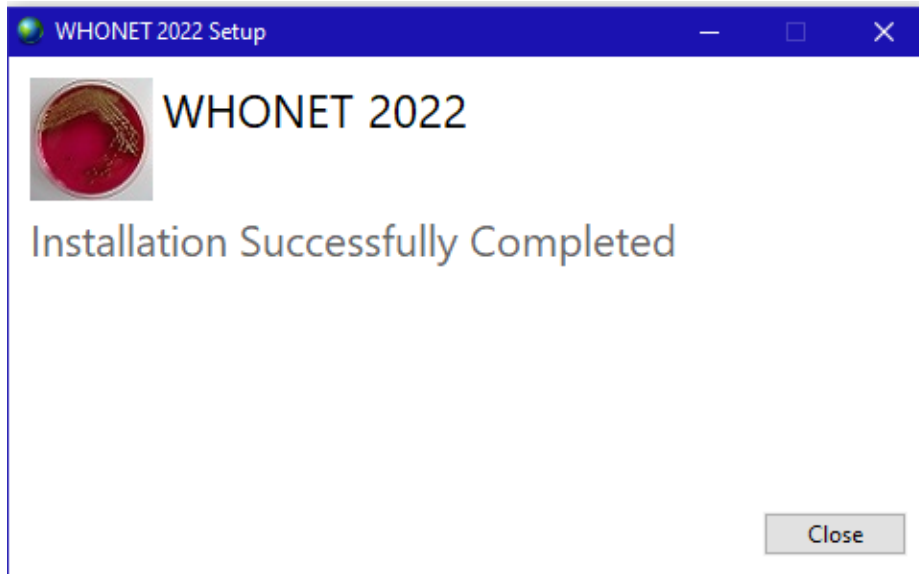 WHONET 2022 Setup
WHONET 2022
Installation Successfully Completed
Close